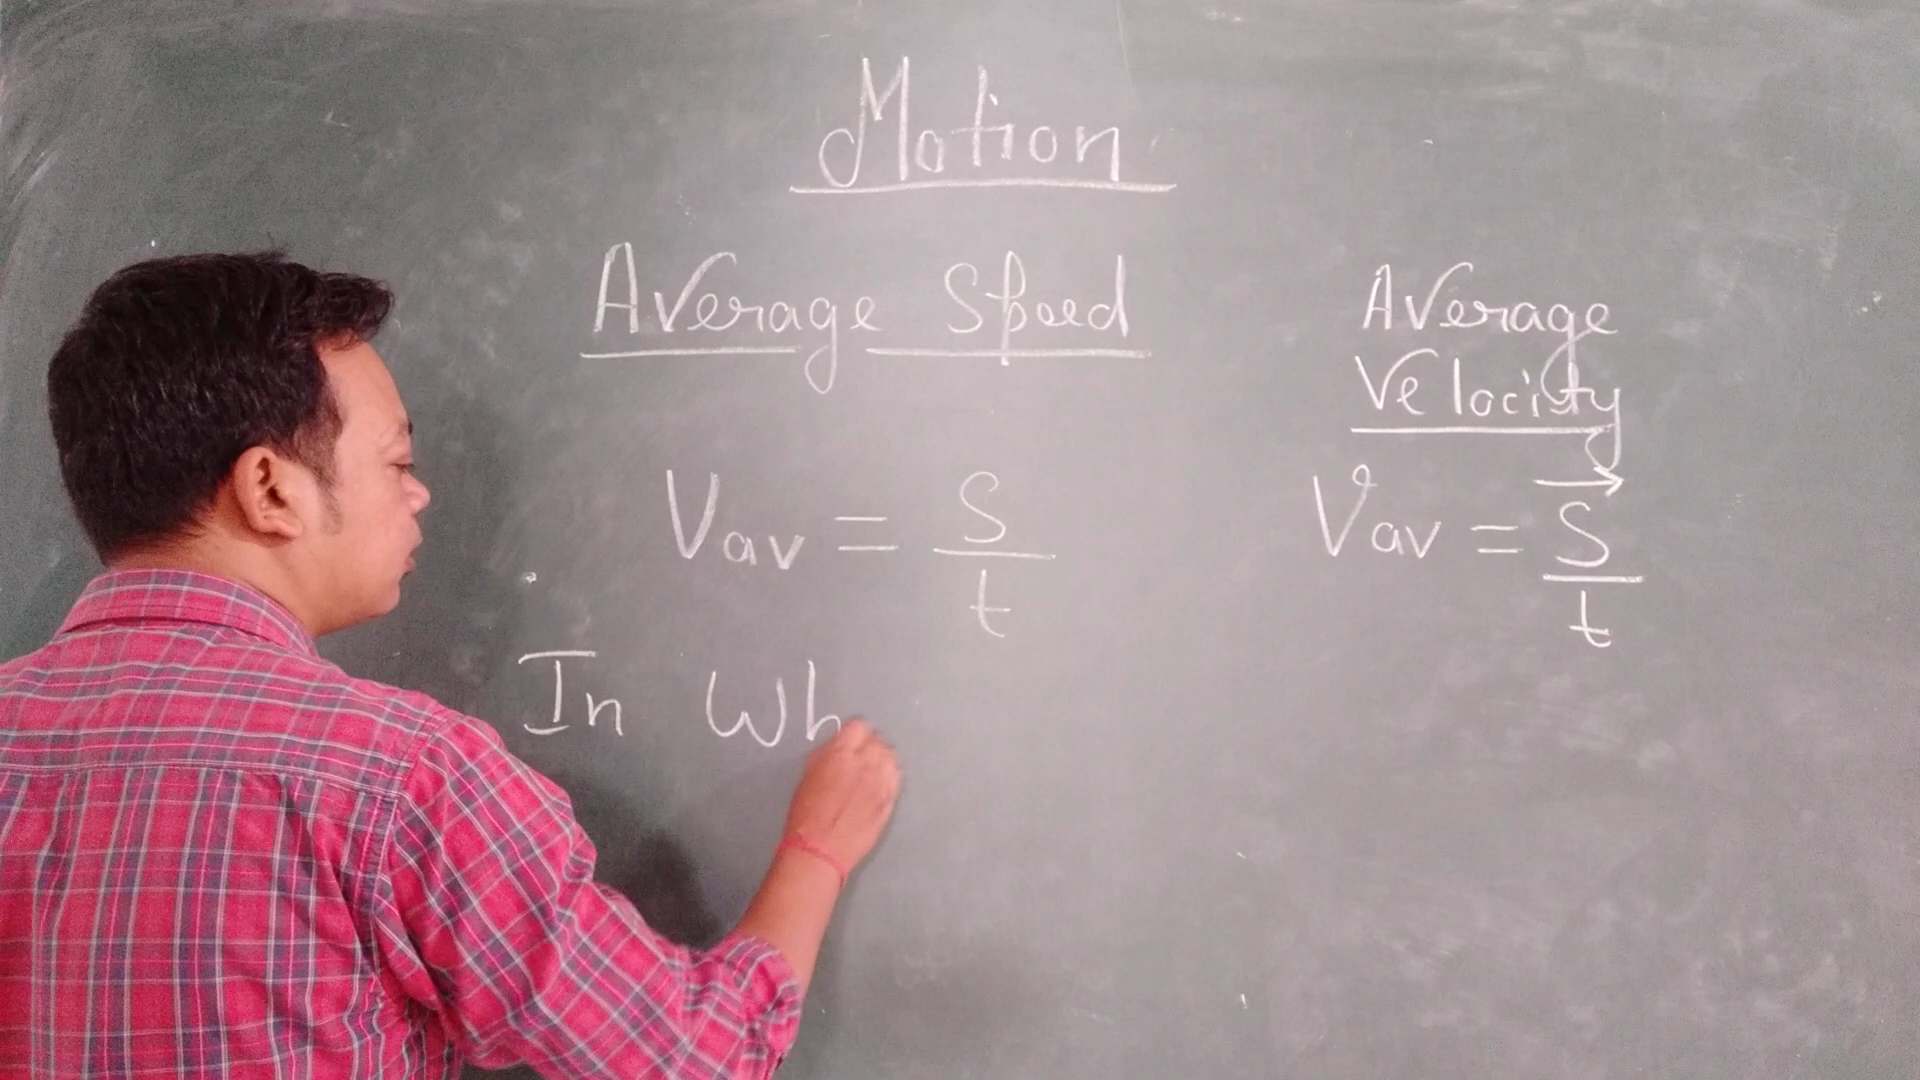 Motion
Average Speed
Average
Velocity
Vav = S/t
Vav = S⃗/t
In Wh